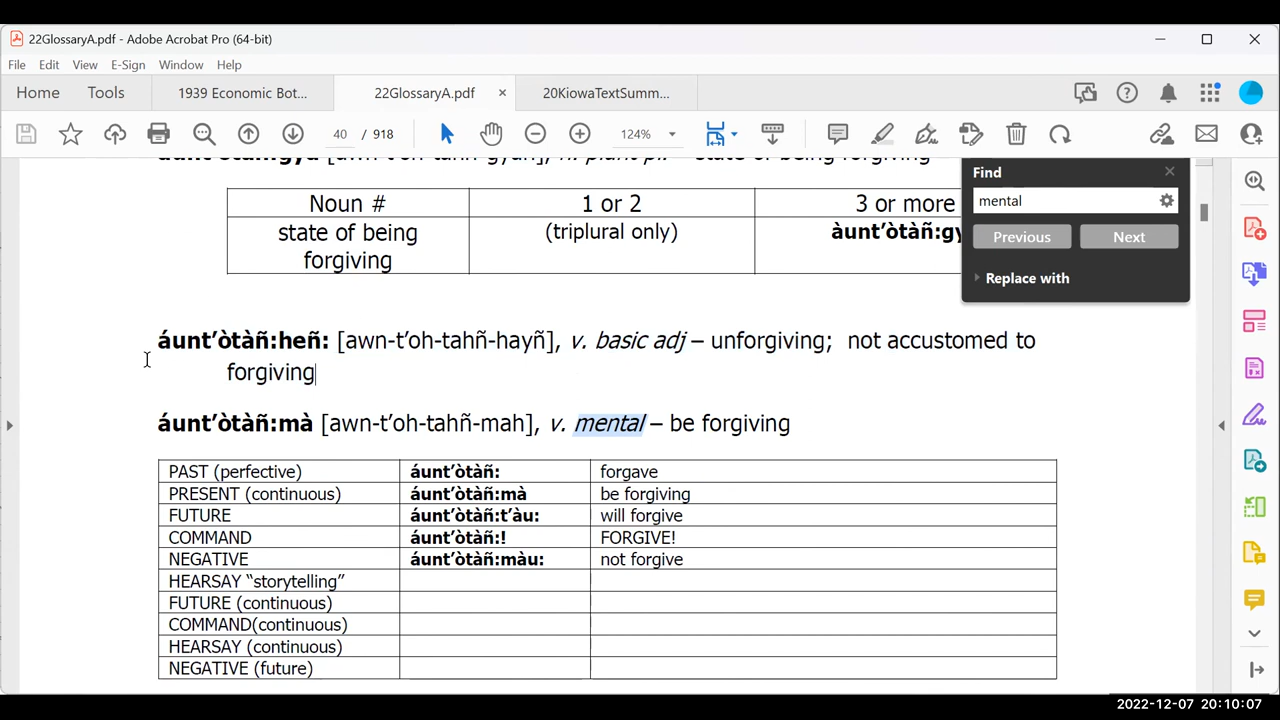 22GlossaryA.pdf - Adobe Acrobat Pro (64-bit)
File Edit View E-Sign Window Help
Home Tools 1939 Economic Bot... 22GlossaryA.pdf 20KiowaTextSumm...
40 / 918 124%
Find
mental
Previous Next
Replace with
Noun # 1 or 2 3 or more
state of being (triplural only) àunt’òtàñ:gy
forgiving
áunt’òtàñ:heñ: [awn-t’oh-tahñ-hayñ], v. basic adj – unforgiving; not accustomed to
forgiving
áunt’òtàñ:mà [awn-t’oh-tahñ-mah], v. mental – be forgiving
PAST (perfective) áunt’òtàñ: forgave
PRESENT (continuous) áunt’òtàñ:mà be forgiving
FUTURE áunt’òtàñ:t’àu: will forgive
COMMAND áunt’òtàñ:! FORGIVE!
NEGATIVE áunt’òtàñ:màu: not forgive
HEARSAY “storytelling”
FUTURE (continuous)
COMMAND(continuous)
HEARSAY (continuous)
NEGATIVE (future)
2022-12-07 20:10:07